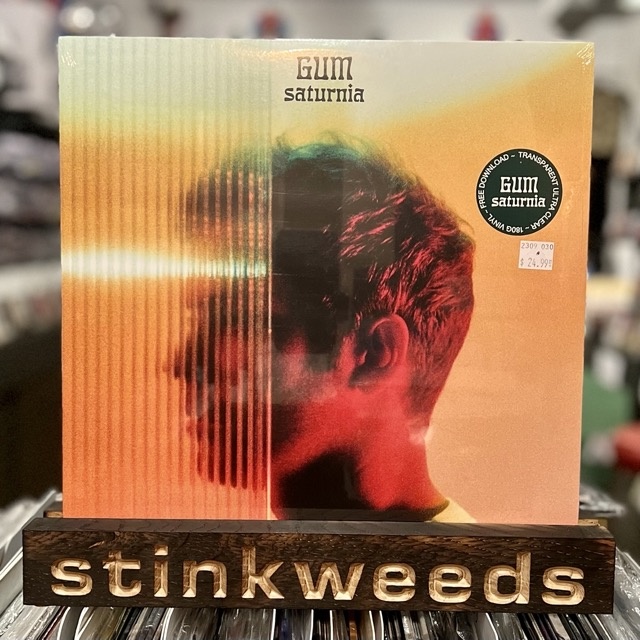 GUM
saturnia
FREE DOWNLOAD ~ TRANSPARENT ULTRA CLEAR ~ 180G VINYL ~
GUM
saturnia
2309 030
$ 24.99
stinkweeds